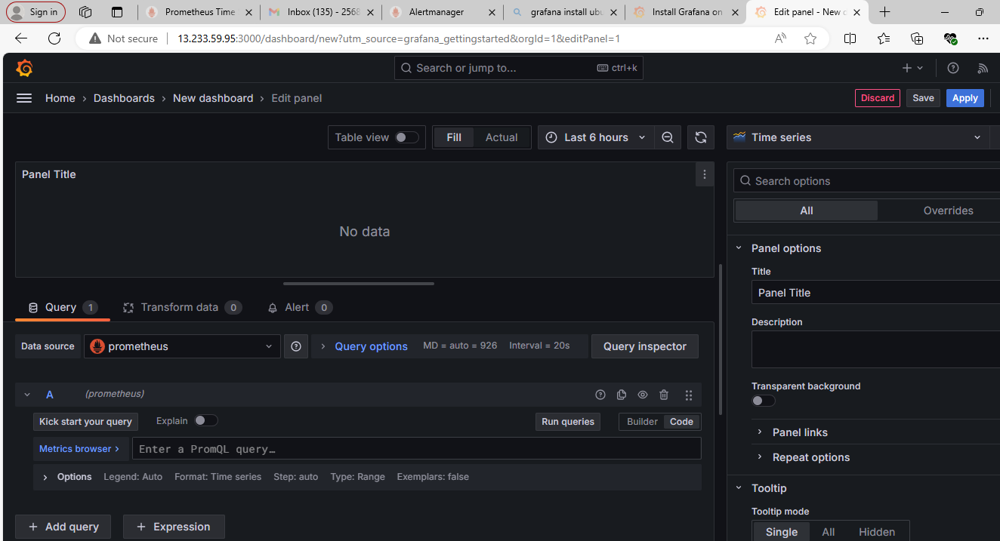 Sign in
Prometheus Time
Inbox (135) - 2568
Alertmanager
grafana install ubu
Install Grafana on
Edit panel - New d
Not secure
13.233.59.95:3000/dashboard/new?utm_source=grafana_gettingstarted&orgId=1&editPanel=1
Search or jump to...
ctrl+k
Home › Dashboards › New dashboard › Edit panel
Discard
Save
Apply
Table view
Fill
Actual
Last 6 hours
Time series
Panel Title
Search options
All
Overrides
No data
Panel options
Title
Panel Title
Query 1
Transform data 0
Alert 0
Description
Data source
prometheus
Query options
MD = auto = 926
Interval = 20s
Query inspector
Transparent background
A
(prometheus)
Kick start your query
Explain
Run queries
Builder
Code
Panel links
Metrics browser >
Enter a PromQL query…
Repeat options
Options
Legend: Auto
Format: Time series
Step: auto
Type: Range
Exemplars: false
Tooltip
Tooltip mode
+ Add query
+ Expression
Single
All
Hidden